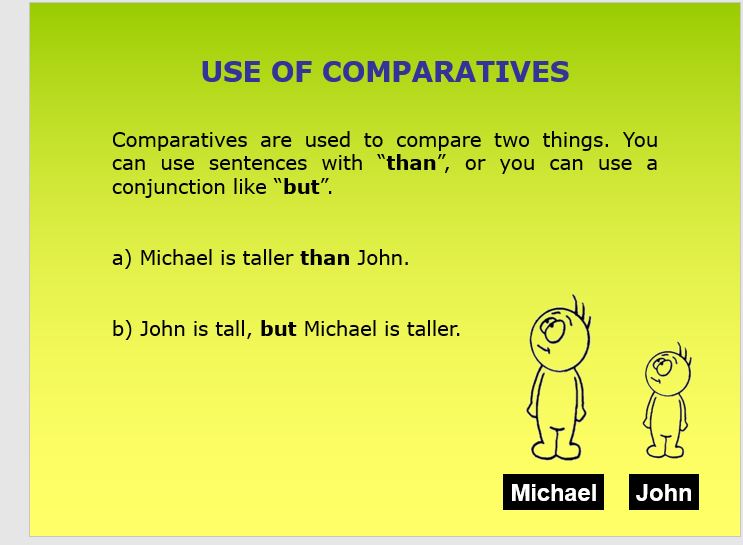 USE OF COMPARATIVES
Comparatives are used to compare two things. You
can use sentences with “than”, or you can use a
conjunction like “but”.
a) Michael is taller than John.
b) John is tall, but Michael is taller.
Michael John